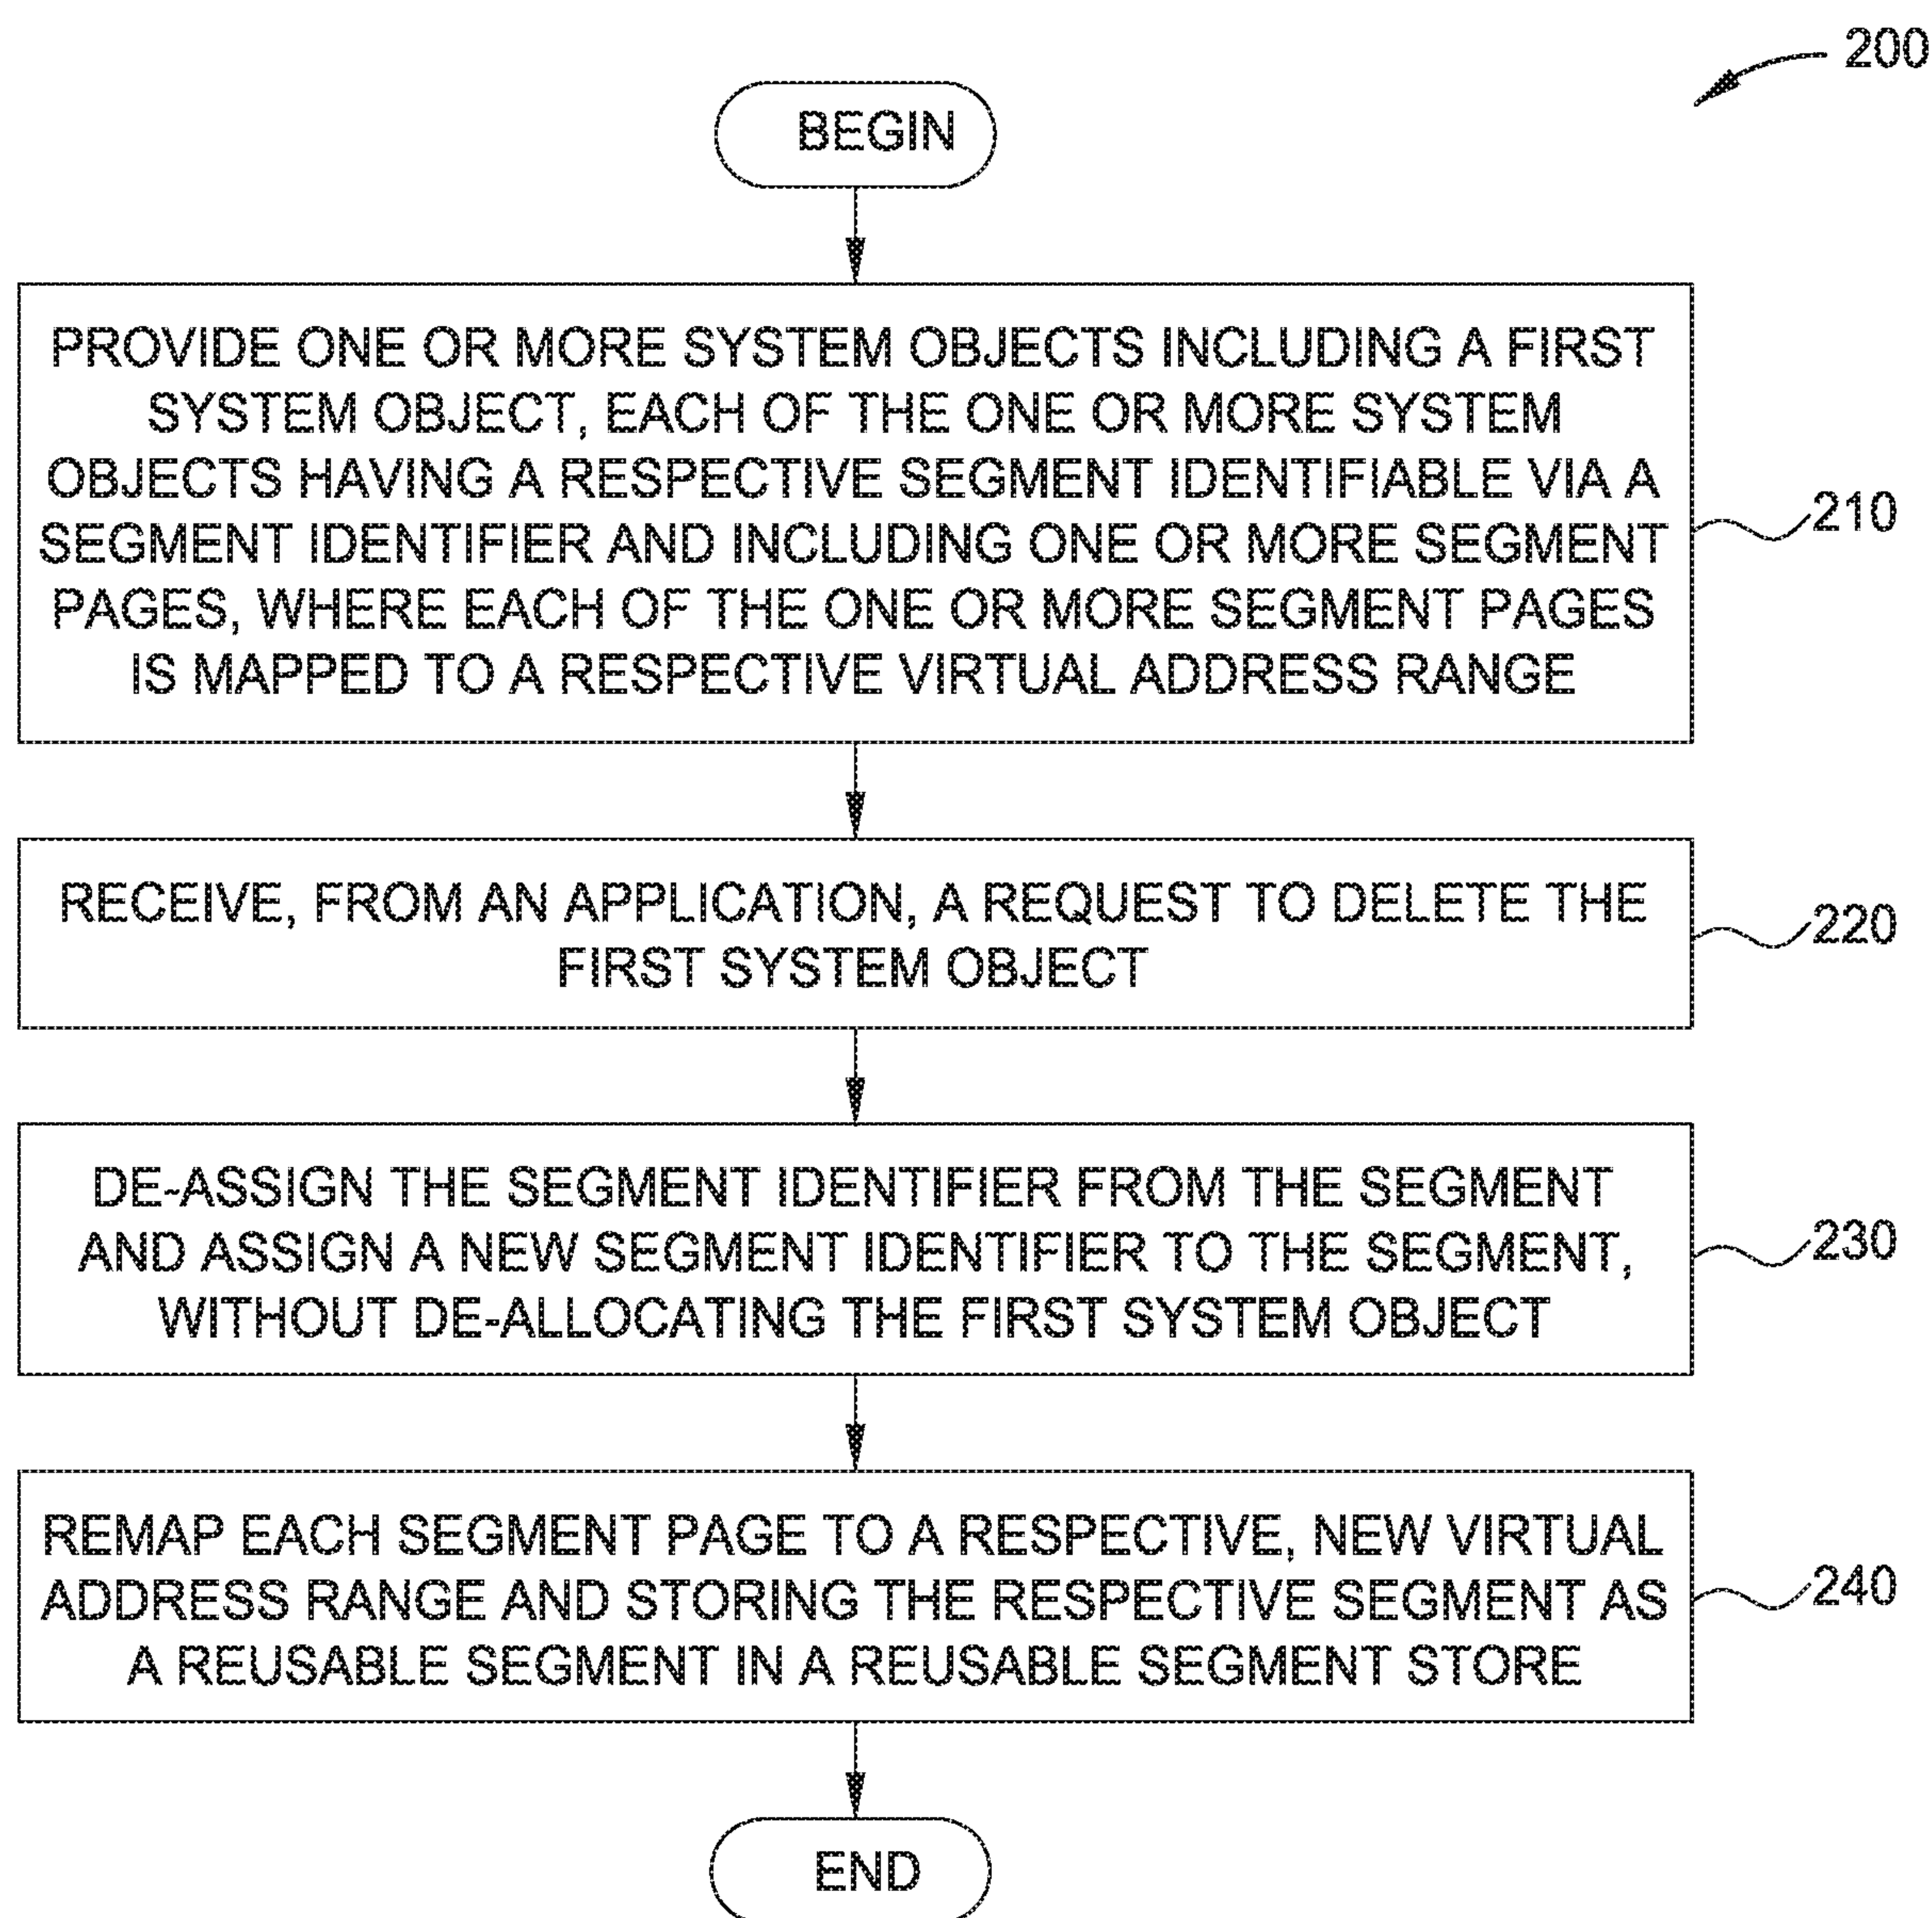 200
BEGIN
PROVIDE ONE OR MORE SYSTEM OBJECTS INCLUDING A FIRST
SYSTEM OBJECT, EACH OF THE ONE OR MORE SYSTEM
OBJECTS HAVING A RESPECTIVE SEGMENT IDENTIFIABLE VIA A
SEGMENT IDENTIFIER AND INCLUDING ONE OR MORE SEGMENT
PAGES, WHERE EACH OF THE ONE OR MORE SEGMENT PAGES
IS MAPPED TO A RESPECTIVE VIRTUAL ADDRESS RANGE
210
RECEIVE, FROM AN APPLICATION, A REQUEST TO DELETE THE
FIRST SYSTEM OBJECT
220
DE-ASSIGN THE SEGMENT IDENTIFIER FROM THE SEGMENT
AND ASSIGN A NEW SEGMENT IDENTIFIER TO THE SEGMENT,
WITHOUT DE-ALLOCATING THE FIRST SYSTEM OBJECT
230
REMAP EACH SEGMENT PAGE TO A RESPECTIVE, NEW VIRTUAL
ADDRESS RANGE AND STORING THE RESPECTIVE SEGMENT AS
A REUSABLE SEGMENT IN A REUSABLE SEGMENT STORE
240
END